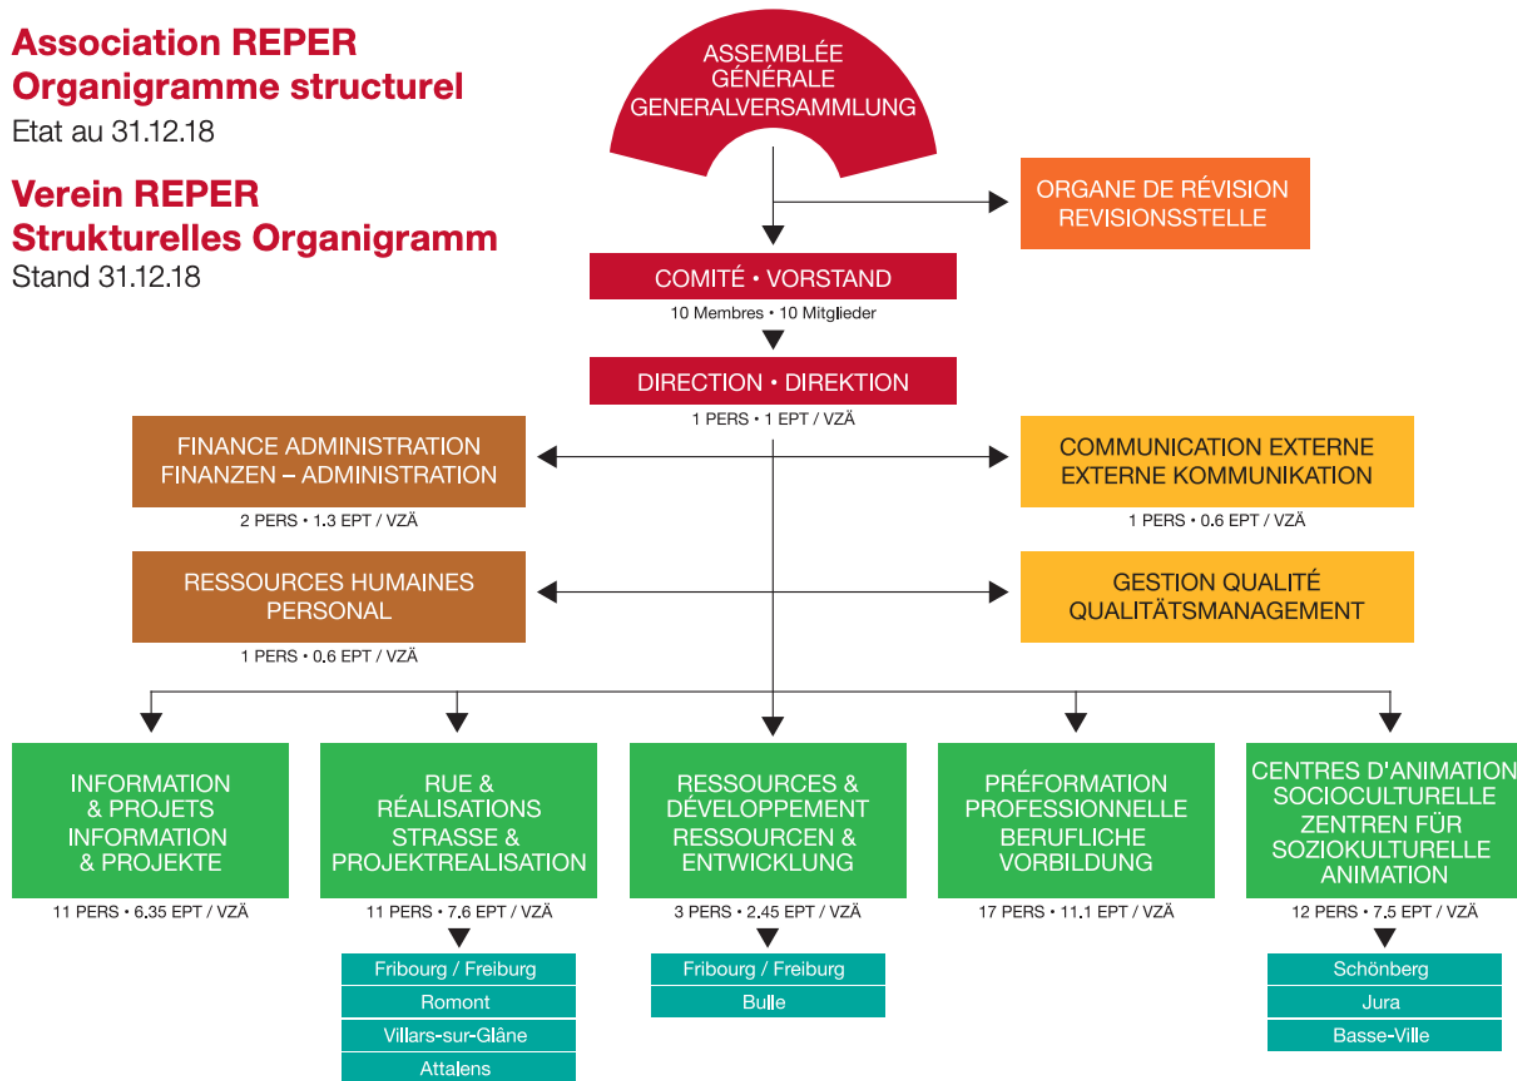 Association REPER
Organigramme structurel
Etat au 31.12.18
Verein REPER
Strukturelles Organigramm
Stand 31.12.18
ASSEMBLÉE
GÉNÉRALE
GENERALVERSAMMLUNG
ORGANE DE RÉVISION
REVISIONSSTELLE
COMITÉ • VORSTAND
10 Membres • 10 Mitglieder
DIRECTION • DIREKTION
1 PERS • 1 EPT / VZÄ
FINANCE ADMINISTRATION
FINANZEN – ADMINISTRATION
2 PERS • 1.3 EPT / VZÄ
COMMUNICATION EXTERNE
EXTERNE KOMMUNIKATION
1 PERS • 0.6 EPT / VZÄ
RESSOURCES HUMAINES
PERSONAL
1 PERS • 0.6 EPT / VZÄ
GESTION QUALITÉ
QUALITÄTSMANAGEMENT
INFORMATION
& PROJETS
INFORMATION
& PROJEKTE
11 PERS • 6.35 EPT / VZÄ
RUE &
RÉALISATIONS
STRASSE &
PROJEKTREALISATION
11 PERS • 7.6 EPT / VZÄ
Fribourg / Freiburg
Romont
Villars-sur-Glâne
Attalens
RESSOURCES &
DÉVELOPPEMENT
RESSOURCEN &
ENTWICKLUNG
3 PERS • 2.45 EPT / VZÄ
Fribourg / Freiburg
Bulle
PRÉFORMATION
PROFESSIONNELLE
BERUFLICHE
VORBILDUNG
17 PERS • 11.1 EPT / VZÄ
CENTRES D'ANIMATION
SOCIOCULTURELLE
ZENTREN FÜR
SOZIOKULTURELLE
ANIMATION
12 PERS • 7.5 EPT / VZÄ
Schönberg
Jura
Basse-Ville